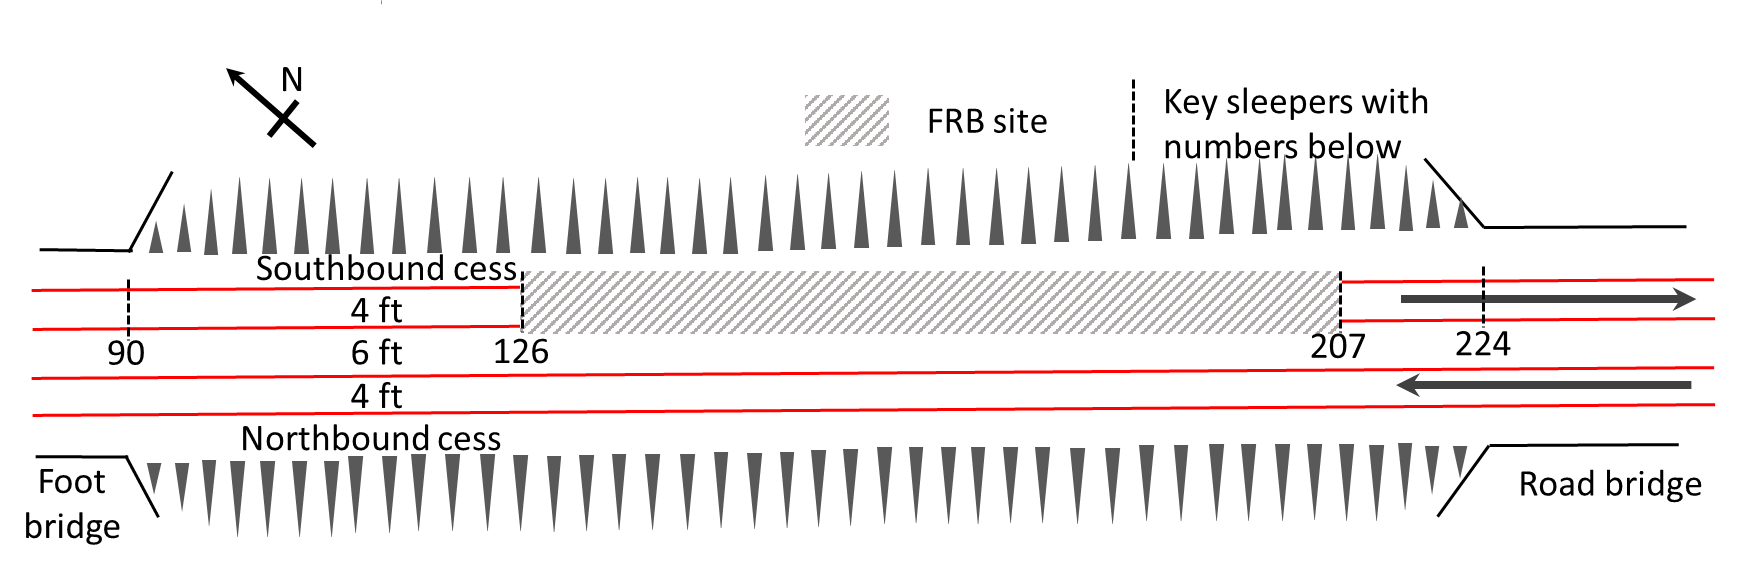 N
FRB site
Key sleepers with
numbers below
Southbound cess
4 ft
90
6 ft
126
207
224
4 ft
Northbound cess
Foot
bridge
Road bridge